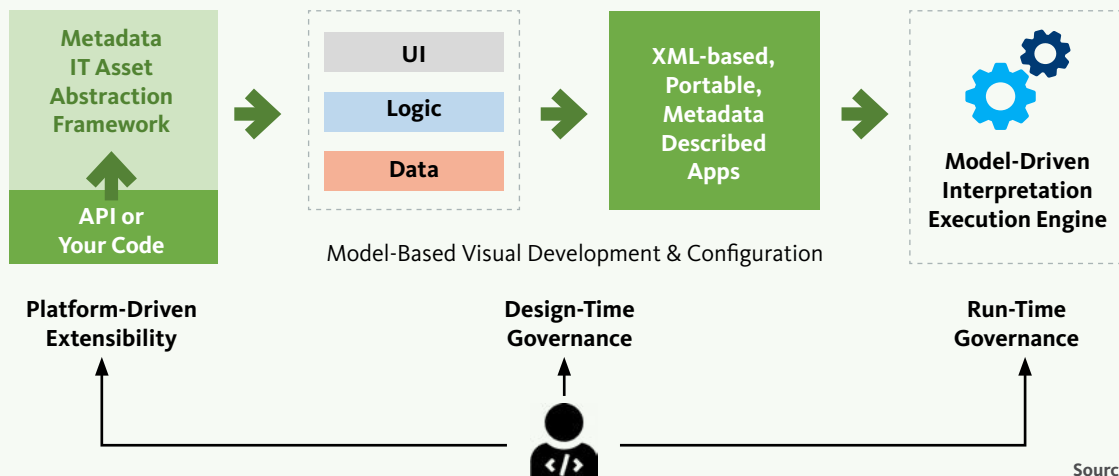 Metadata
IT Asset
Abstraction
Framework
API or
Your Code
UI
Logic
Data
XML-based,
Portable,
Metadata
Described
Apps
Model-Driven
Interpretation
Execution Engine
Model-Based Visual Development & Configuration
Platform-Driven
Extensibility
Design-Time
Governance
Run-Time
Governance
</>
Sourc